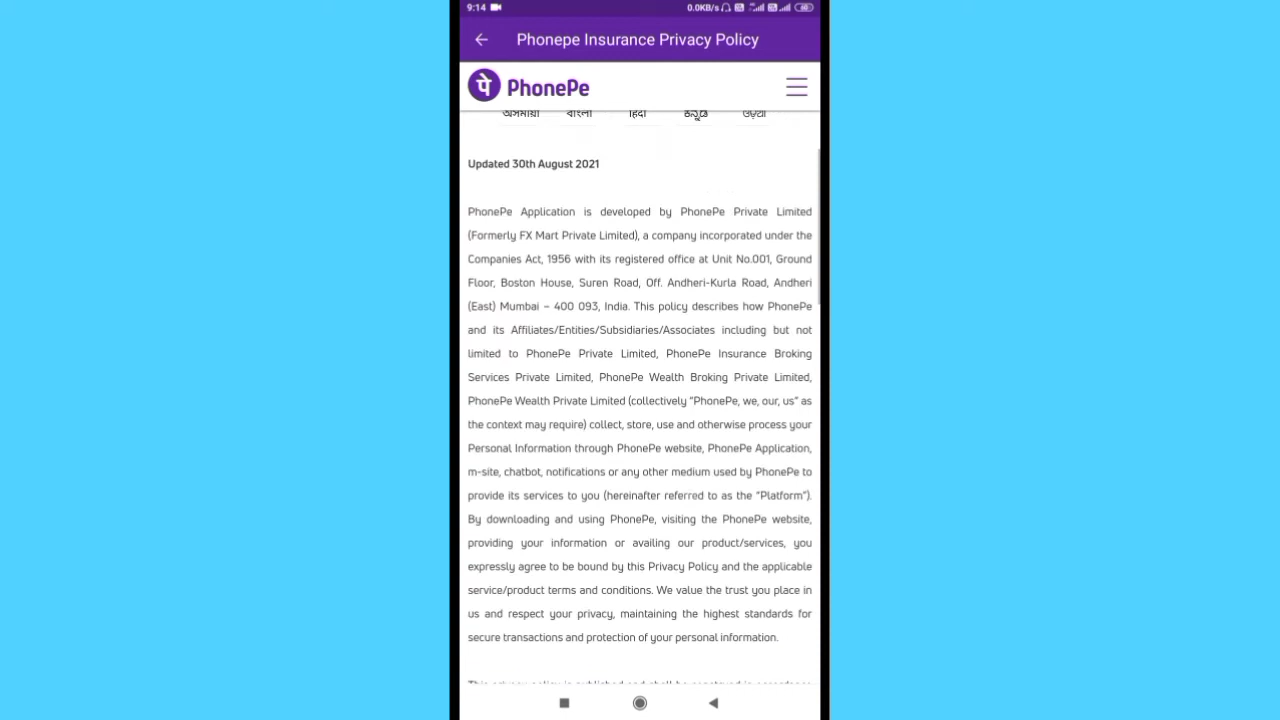 9:14 0.0KB/s 60
Phonepe Insurance Privacy Policy
पे PhonePe
অসমীয়া বাংলা हिंदी ಕನ್ನಡ ଓଡ଼ିଆ
Updated 30th August 2021
PhonePe Application is developed by PhonePe Private Limited
(Formerly FX Mart Private Limited), a company incorporated under the
Companies Act, 1956 with its registered office at Unit No.001, Ground
Floor, Boston House, Suren Road, Off. Andheri-Kurla Road, Andheri
(East) Mumbai – 400 093, India. This policy describes how PhonePe
and its Affiliates/Entities/Subsidiaries/Associates including but not
limited to PhonePe Private Limited, PhonePe Insurance Broking
Services Private Limited, PhonePe Wealth Broking Private Limited,
PhonePe Wealth Private Limited (collectively “PhonePe, we, our, us” as
the context may require) collect, store, use and otherwise process your
Personal Information through PhonePe website, PhonePe Application,
m-site, chatbot, notifications or any other medium used by PhonePe to
provide its services to you (hereinafter referred to as the “Platform”).
By downloading and using PhonePe, visiting the PhonePe website,
providing your information or availing our product/services, you
expressly agree to be bound by this Privacy Policy and the applicable
service/product terms and conditions. We value the trust you place in
us and respect your privacy, maintaining the highest standards for
secure transactions and protection of your personal information.